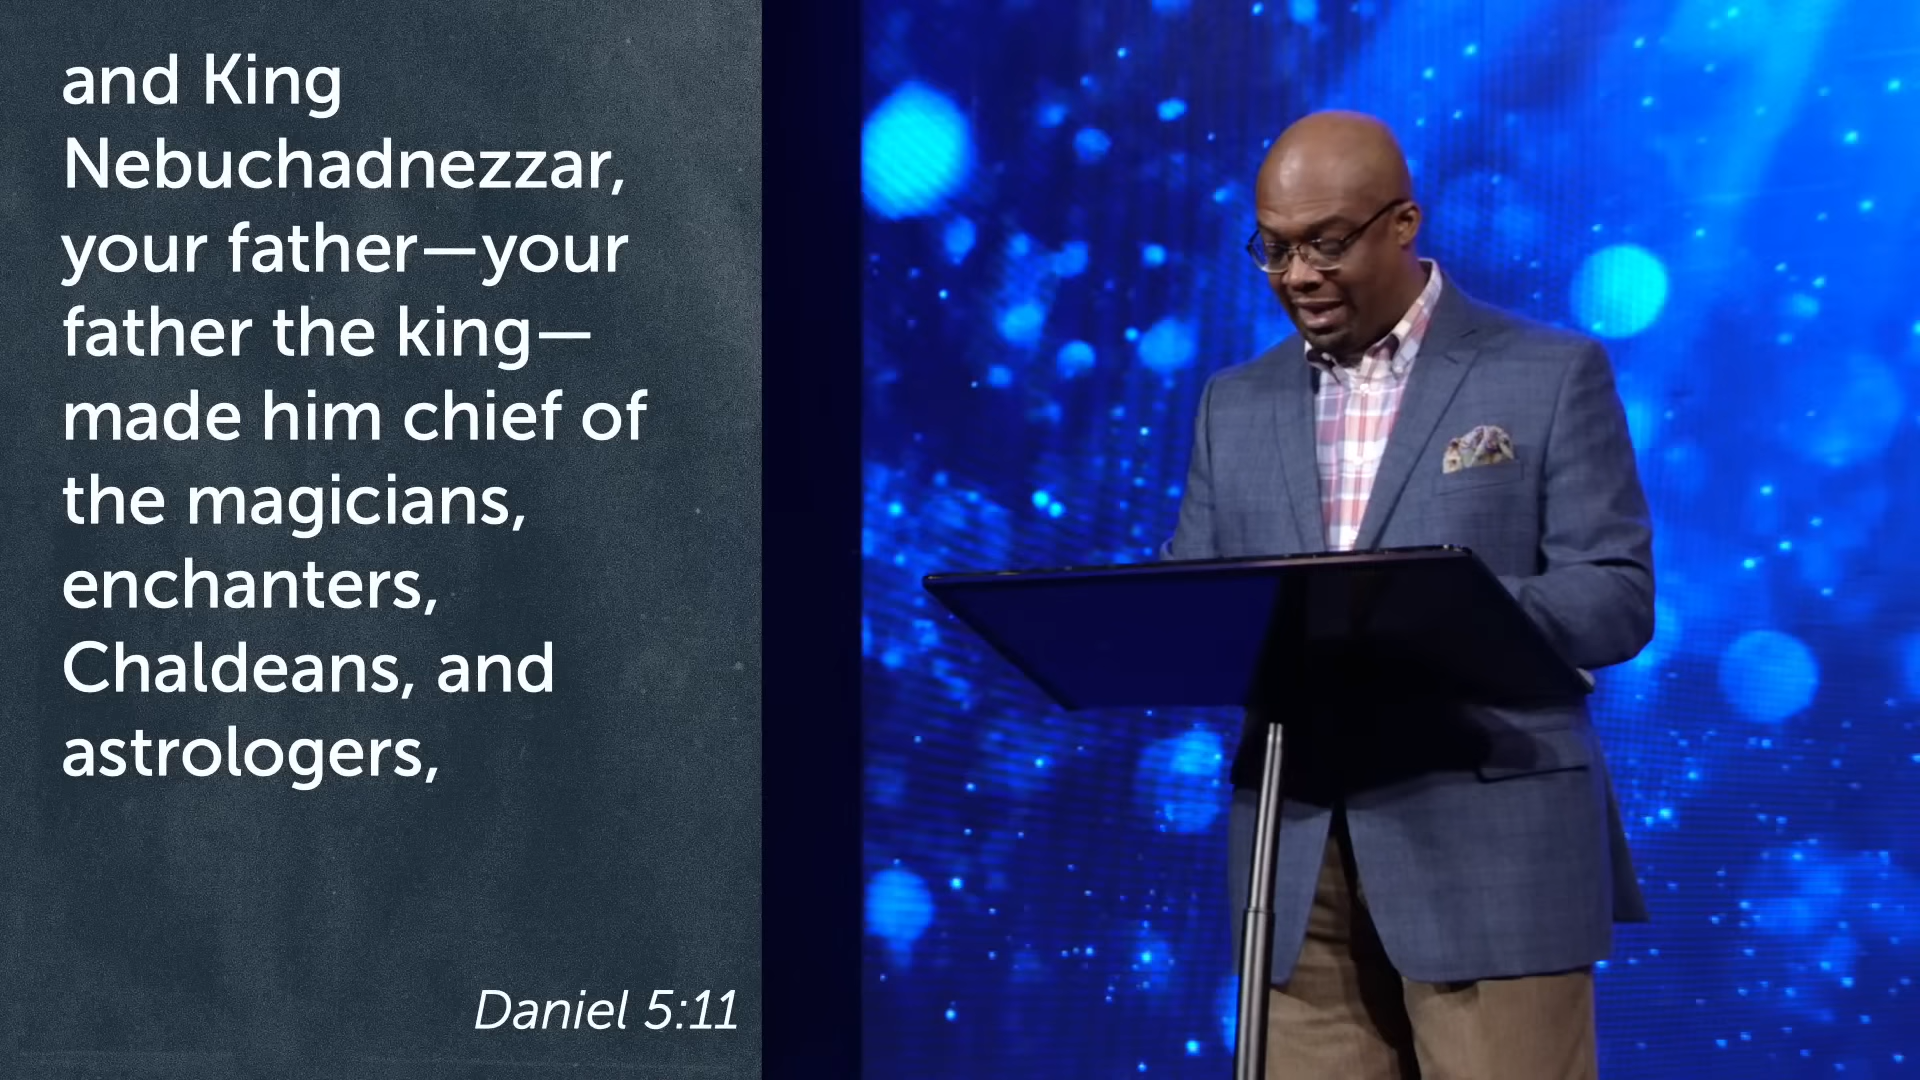 and King
Nebuchadnezzar,
your father—your
father the king—
made him chief of
the magicians,
enchanters,
Chaldeans, and
astrologers,
Daniel 5:11